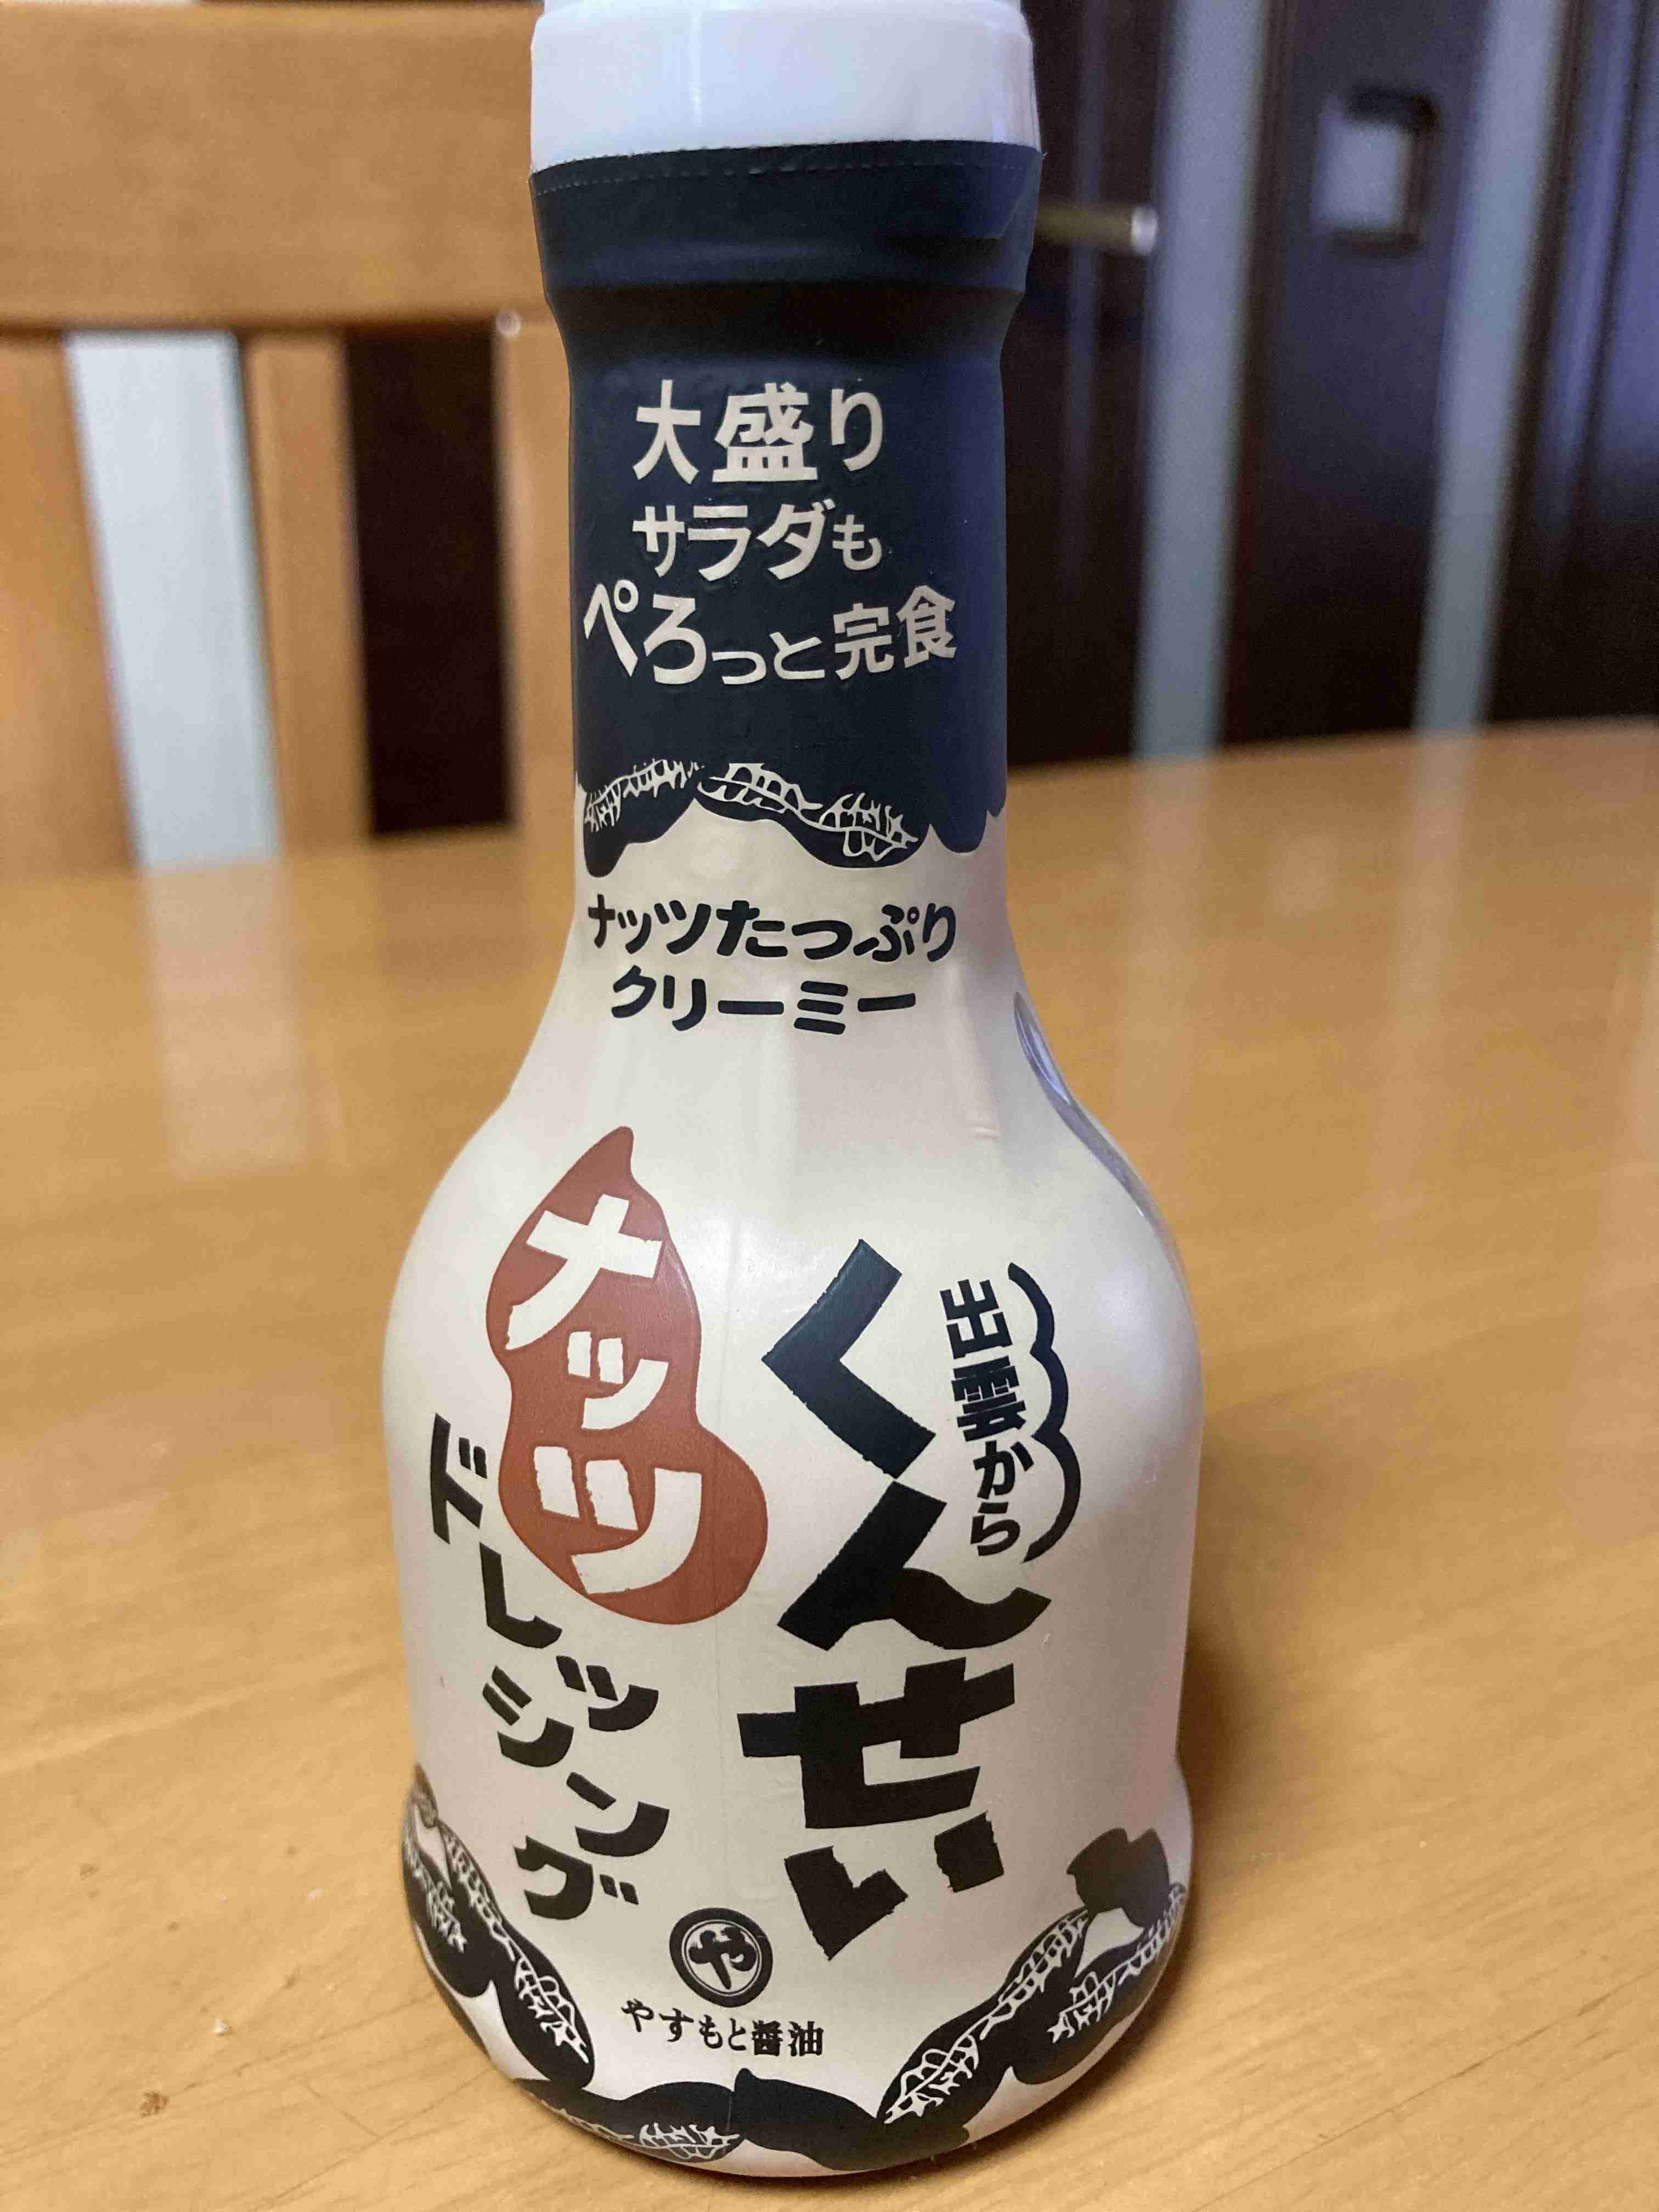 大盛り
サラダも
ぺろっと完食
ナッツたっぷり
クリーミー
出雲から
くんせい
ナッツ
ドレッシング
や
やすもと醤油